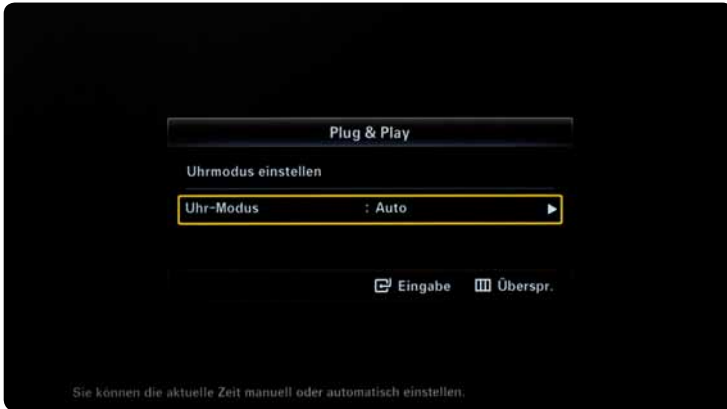 Plug & Play
Uhrmodus einstellen
Uhr-Modus : Auto ►
Eingabe Überspr.
Sie können die aktuelle Zeit manuell oder automatisch einstellen.